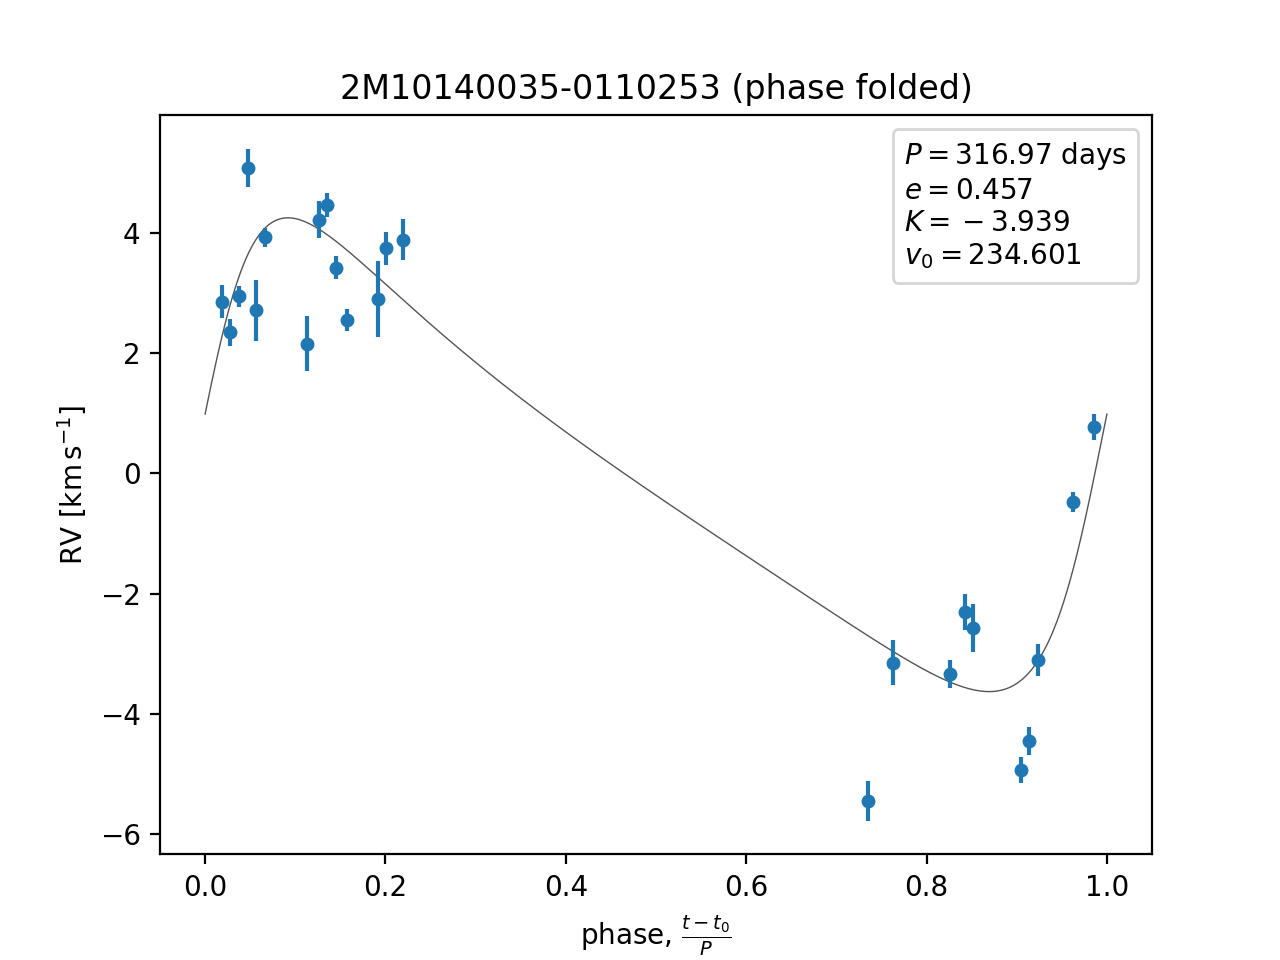 2M10140035-0110253 (phase folded)
P = 316.97 days
e = 0.457
K = − 3.939
v₀ = 234.601
RV [km s⁻¹]
4
2
0
−2
−4
−6
0.0 0.2 0.4 0.6 0.8 1.0
phase, (t − t₀)/P